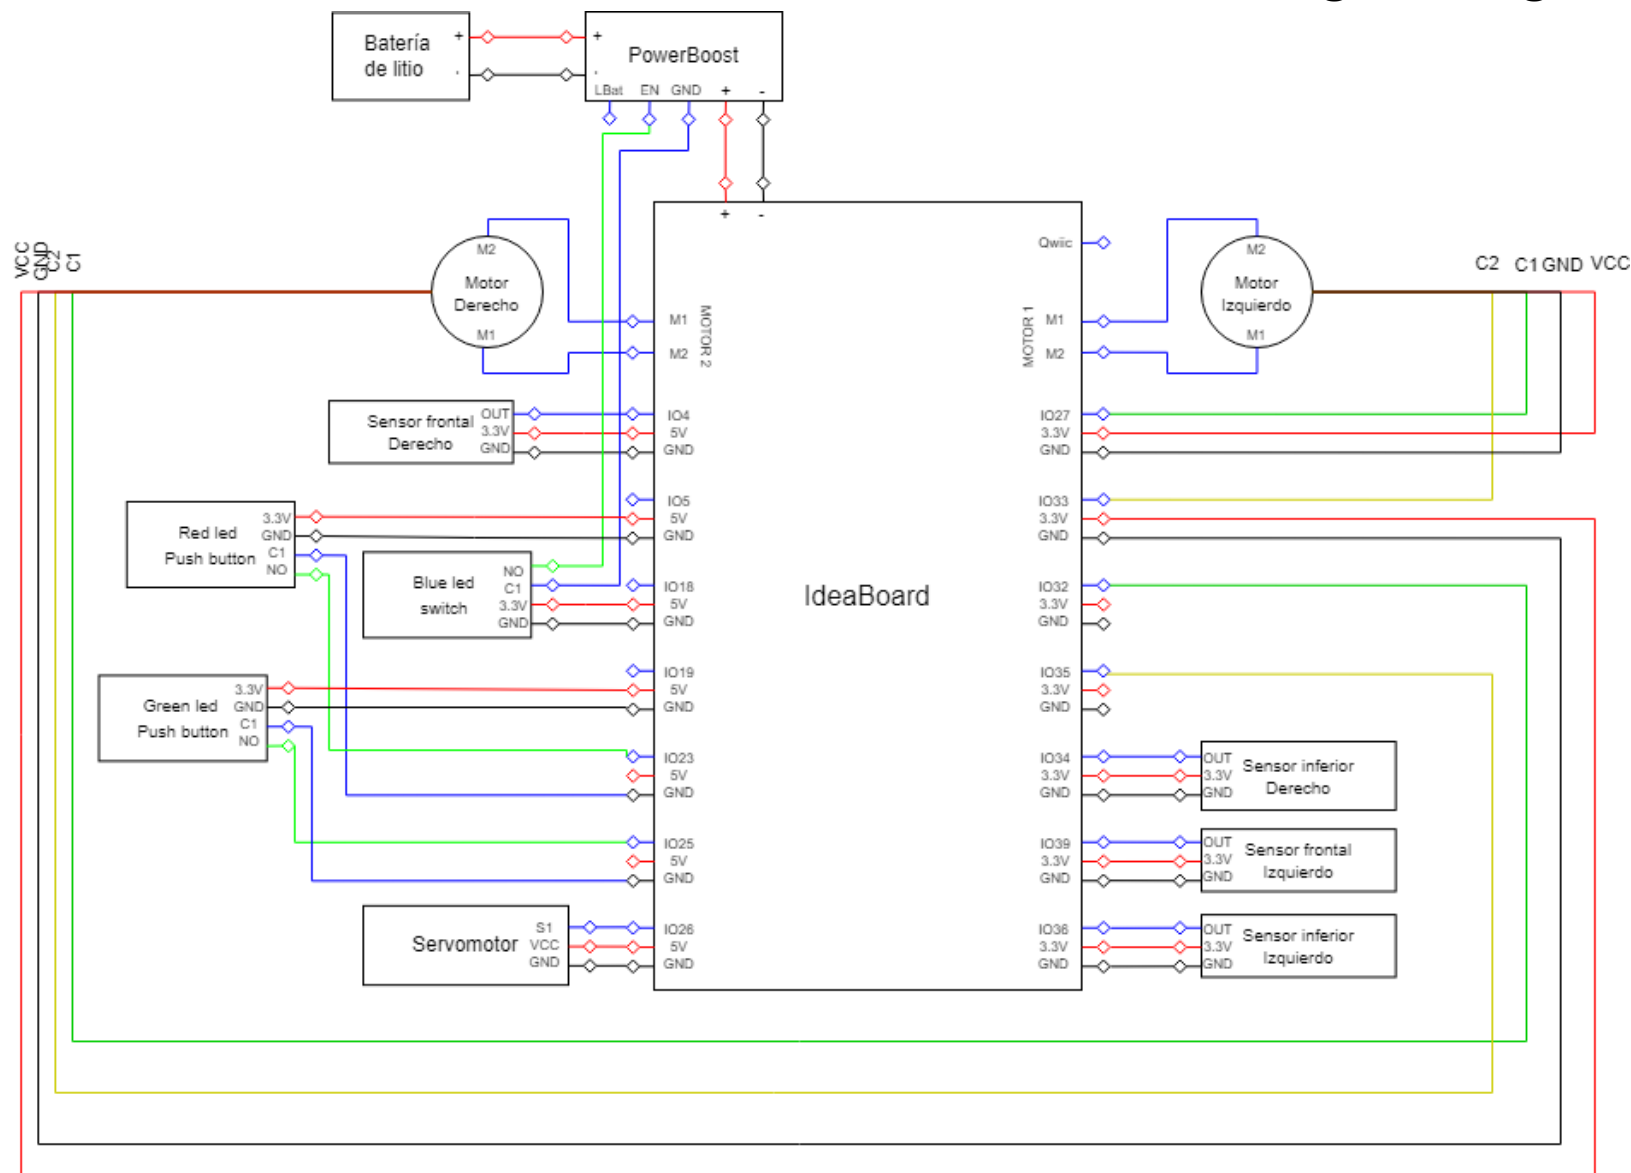 Batería
de litio
+
-
+
-
PowerBoost
LBat EN GND + -
+ -
VCC
GND
C2
C1
M2
Motor
Derecho
M1
M1
M2
MOTOR 2
Qwiic
M1
M2
MOTOR 1
M2
Motor
Izquierdo
M1
C2 C1 GND VCC
Sensor frontal
Derecho
OUT
3.3V
GND
IO4
5V
GND
IO27
3.3V
GND
Red led
Push button
3.3V
GND
C1
NO
IO5
5V
GND
IO33
3.3V
GND
Blue led
switch
NO
C1
3.3V
GND
IO18
5V
GND
IdeaBoard
IO32
3.3V
GND
Green led
Push button
3.3V
GND
C1
NO
IO19
5V
GND
IO35
3.3V
GND
IO23
5V
GND
IO34
3.3V
GND
OUT
3.3V
GND
Sensor inferior
Derecho
IO25
5V
GND
IO39
3.3V
GND
OUT
3.3V
GND
Sensor frontal
Izquierdo
Servomotor
S1
VCC
GND
IO26
5V
GND
IO36
3.3V
GND
OUT
3.3V
GND
Sensor inferior
Izquierdo